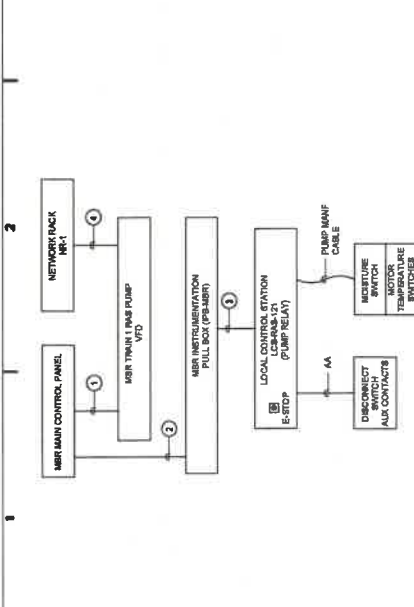 1
2
MBR MAIN CONTROL PANEL
NETWORK RACK
NR-1
1
4
MBR TRAIN 1 RAS PUMP
VFD
2
MBR INSTRUMENTATION
PULL BOX (IPB-MBR)
3
LOCAL CONTROL STATION
LCS-RAS-121
(PUMP RELAY)
E-STOP
AA
PUMP MANF
CABLE
DISCONNECT
SWITCH
AUX CONTACTS
MOISTURE
SWITCH
MOTOR
TEMPERATURE
SWITCHES